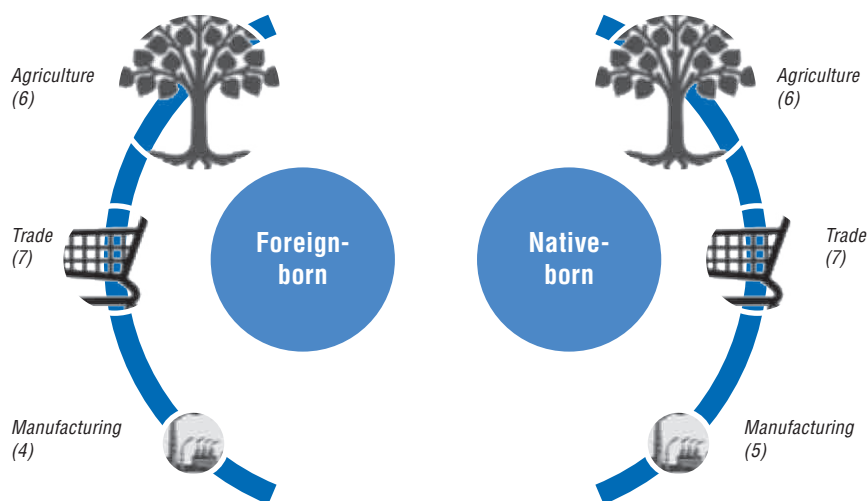 Agriculture
(6)
Trade
(7)
Manufacturing
(4)
Foreign-
born
Native-
born
Agriculture
(6)
Trade
(7)
Manufacturing
(5)